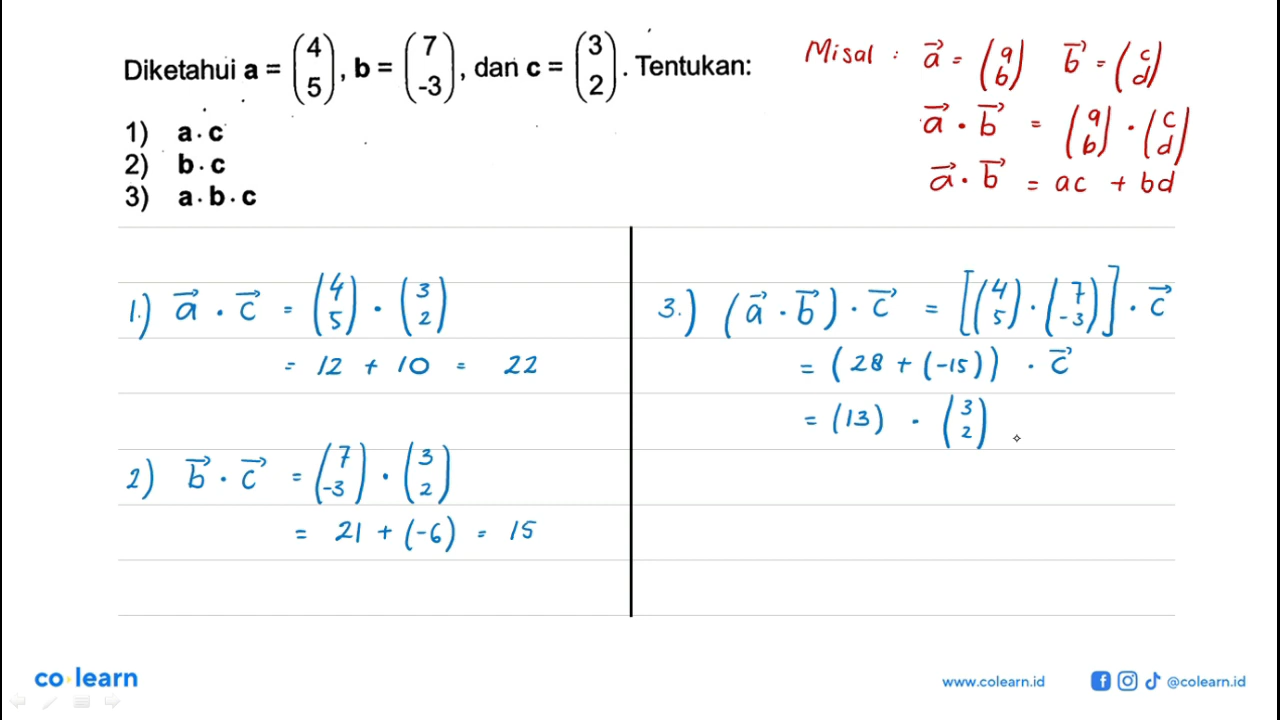 Diketahui a = (4 5), b = (7 -3), dan c = (3 2). Tentukan:
1) a · c
2) b · c
3) a · b · c
Misal : a⃗ = (a b) b⃗ = (c d)
a⃗ · b⃗ = (a b) · (c d)
a⃗ · b⃗ = ac + bd
1.) a⃗ · c⃗ = (4 5) · (3 2)
= 12 + 10 = 22
2) b⃗ · c⃗ = (7 -3) · (3 2)
= 21 + (-6) = 15
3.) (a⃗ · b⃗) · c⃗ = [(4 5) · (7 -3)] · c⃗
= (28 + (-15)) · c⃗
= (13) · (3 2)
co learn
www.colearn.id
@colearn.id